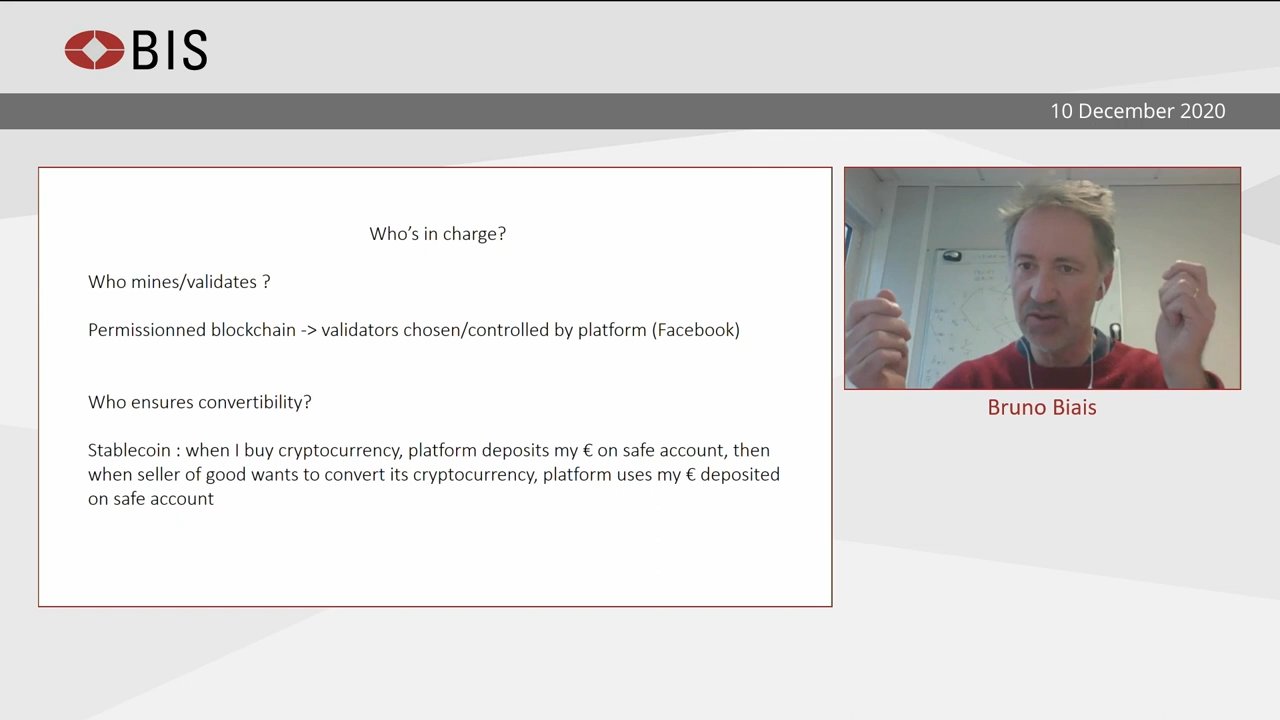 BIS
10 December 2020
Who's in charge?
Who mines/validates ?
Permissionned blockchain -> validators chosen/controlled by platform (Facebook)
Who ensures convertibility?
Stablecoin : when I buy cryptocurrency, platform deposits my € on safe account, then
when seller of good wants to convert its cryptocurrency, platform uses my € deposited
on safe account
Bruno Biais